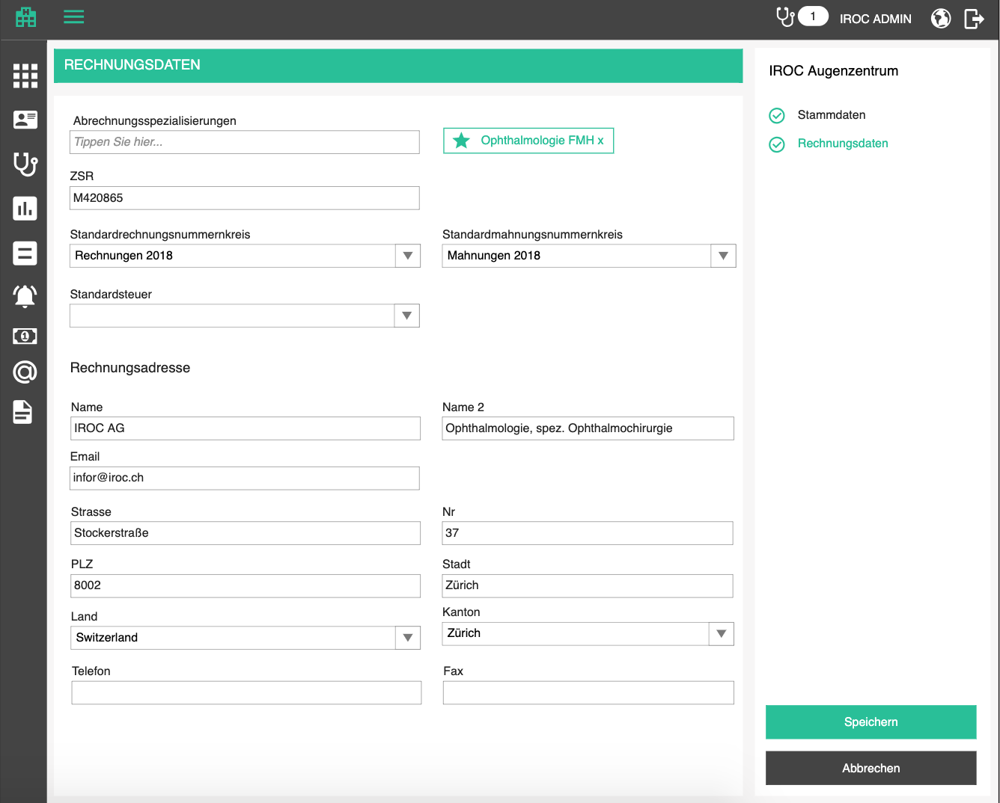 1
IROC ADMIN
RECHNUNGSDATEN
IROC Augenzentrum
Stammdaten
Rechnungsdaten
Abrechnungsspezialisierungen
Tippen Sie hier...
Ophthalmologie FMH x
ZSR
M420865
Standardrechnungsnummernkreis
Standardmahnungsnummernkreis
Rechnungen 2018
Mahnungen 2018
Standardsteuer
Rechnungsadresse
Name
Name 2
IROC AG
Ophthalmologie, spez. Ophthalmochirurgie
Email
infor@iroc.ch
Strasse
Nr
Stockerstraße
37
PLZ
Stadt
8002
Zürich
Land
Kanton
Switzerland
Zürich
Telefon
Fax
Speichern
Abbrechen